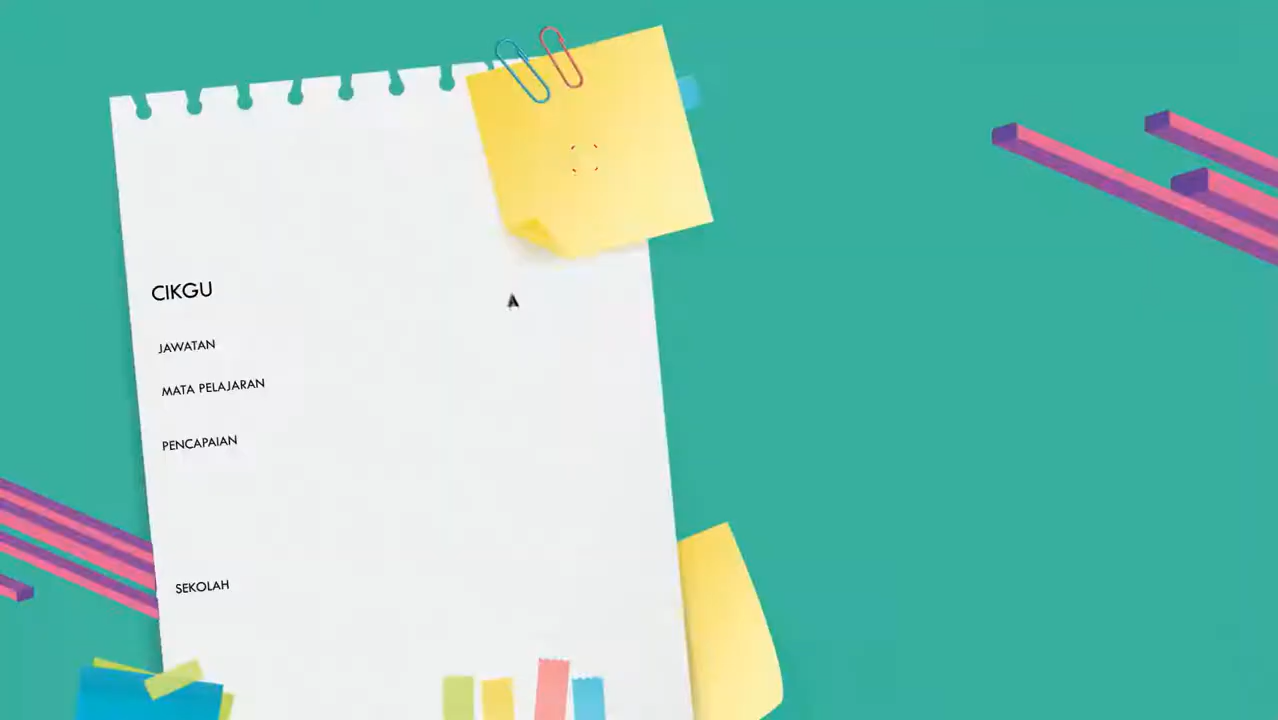 CIKGU
JAWATAN
MATA PELAJARAN
PENCAPAIAN
SEKOLAH